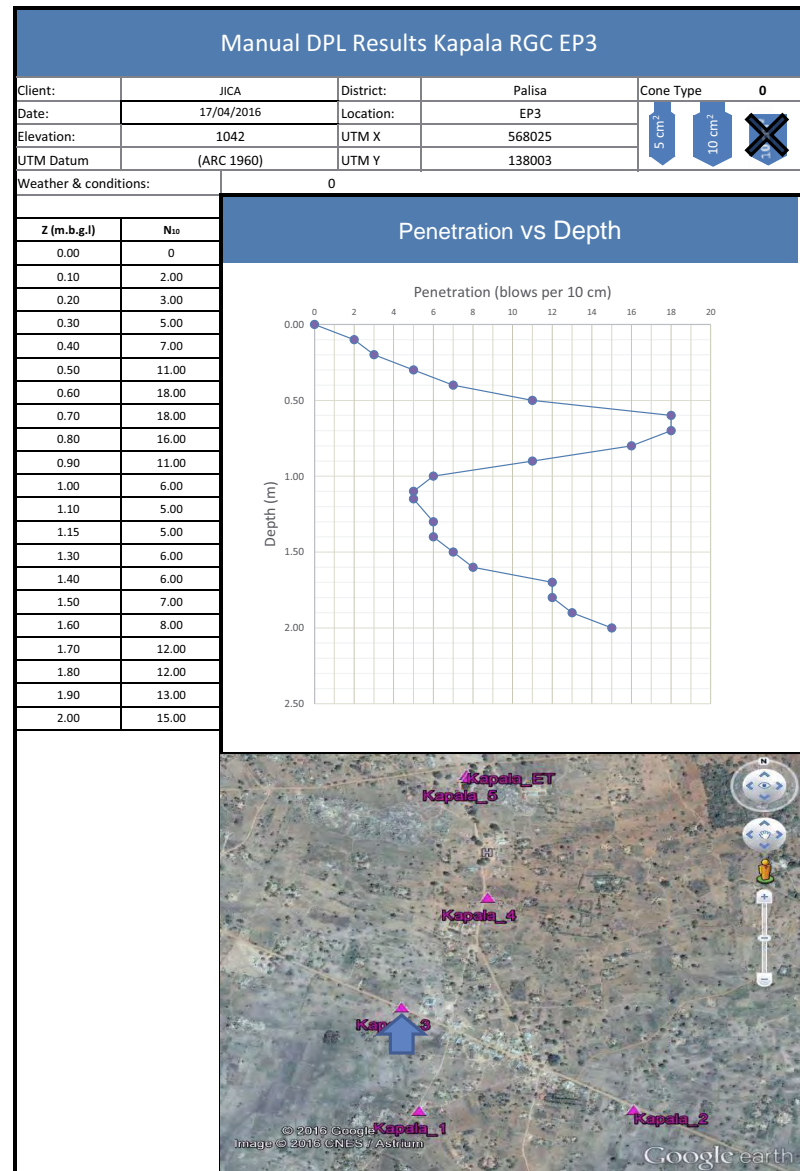 Manual DPL Results Kapala RGC EP3
Client: JICA District: Palisa Cone Type 0
Date: 17/04/2016 Location: EP3
Elevation: 1042 UTM X 568025
UTM Datum (ARC 1960) UTM Y 138003
5 cm² 10 cm²
Weather & conditions: 0
Penetration vs Depth
Z (m.b.g.l) N₁₀
0.00 0
0.10 2.00
0.20 3.00
0.30 5.00
0.40 7.00
0.50 11.00
0.60 18.00
0.70 18.00
0.80 16.00
0.90 11.00
1.00 6.00
1.10 5.00
1.15 5.00
1.30 6.00
1.40 6.00
1.50 7.00
1.60 8.00
1.70 12.00
1.80 12.00
1.90 13.00
2.00 15.00
Penetration (blows per 10 cm)
0 2 4 6 8 10 12 14 16 18 20
0.00
0.50
1.00
1.50
2.00
2.50
Depth (m)
N
Kapala_ET
Kapala_5
Kapala_4
Kapala_3
Kapala_2
Kapala_1
© 2016 Google
Image © 2016 CNES / Astrium
Google earth